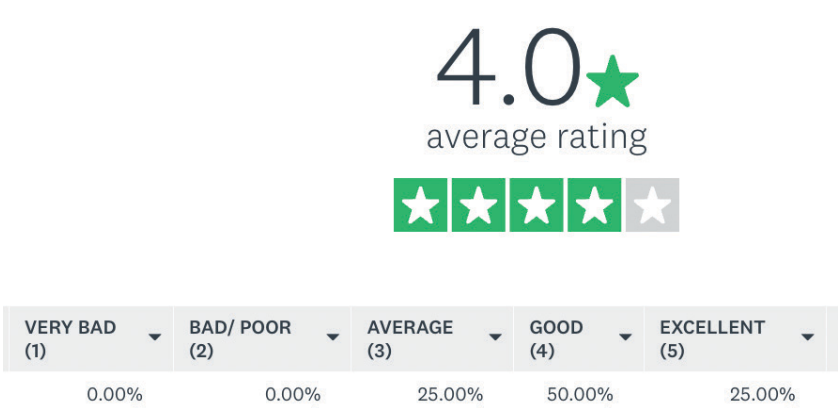 4.0
average rating
VERY BAD (1) BAD/ POOR (2) AVERAGE (3) GOOD (4) EXCELLENT (5)
0.00% 0.00% 25.00% 50.00% 25.00%